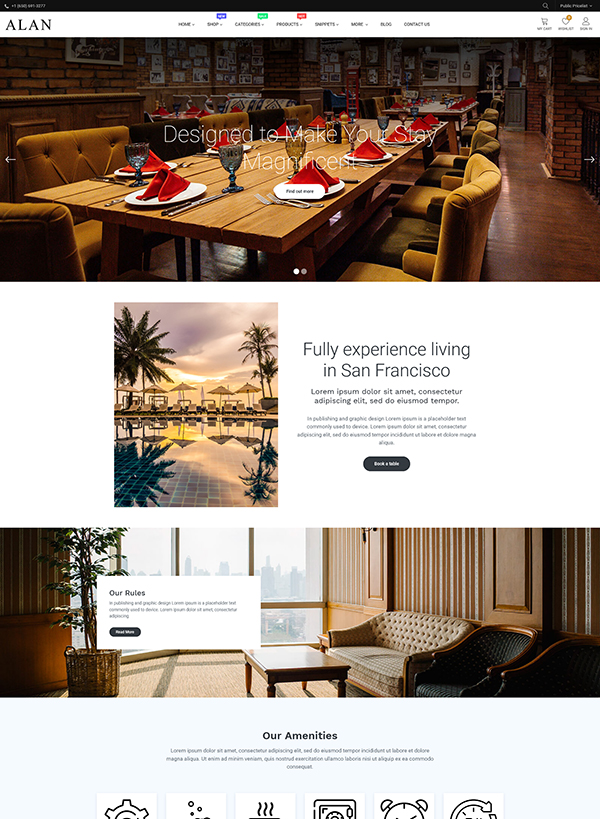 +1 (650) 691-3277
Public Pricelist
ALAN
HOME
SHOP
NEW
CATEGORIES
PRODUCTS
SNIPPETS
MORE
BLOG
CONTACT US
MY CART
WISHLIST
SIGN IN
Designed to Make Your Stay
Magnificent
Find out more
Fully experience living
in San Francisco
Lorem ipsum dolor sit amet, consectetur
adipiscing elit, sed do eiusmod tempor.
In publishing and graphic design Lorem ipsum is a placeholder text
commonly used to device. Lorem ipsum dolor sit amet, consectetur
adipiscing elit, sed do eiusmod tempor incididunt ut labore et dolore magna
aliqua.
Book a table
Our Rules
In publishing and graphic design Lorem ipsum is a placeholder text
commonly used to device. Lorem ipsum dolor sit amet, consectetur
adipiscing
Read More
Our Amenities
Lorem ipsum dolor sit amet, consectetur adipiscing elit, sed do eiusmod tempor incididunt ut labore et dolore
magna aliqua. Ut enim ad minim veniam, quis nostrud exercitation ullamco laboris nisi ut aliquip ex ea commodo
consequat.